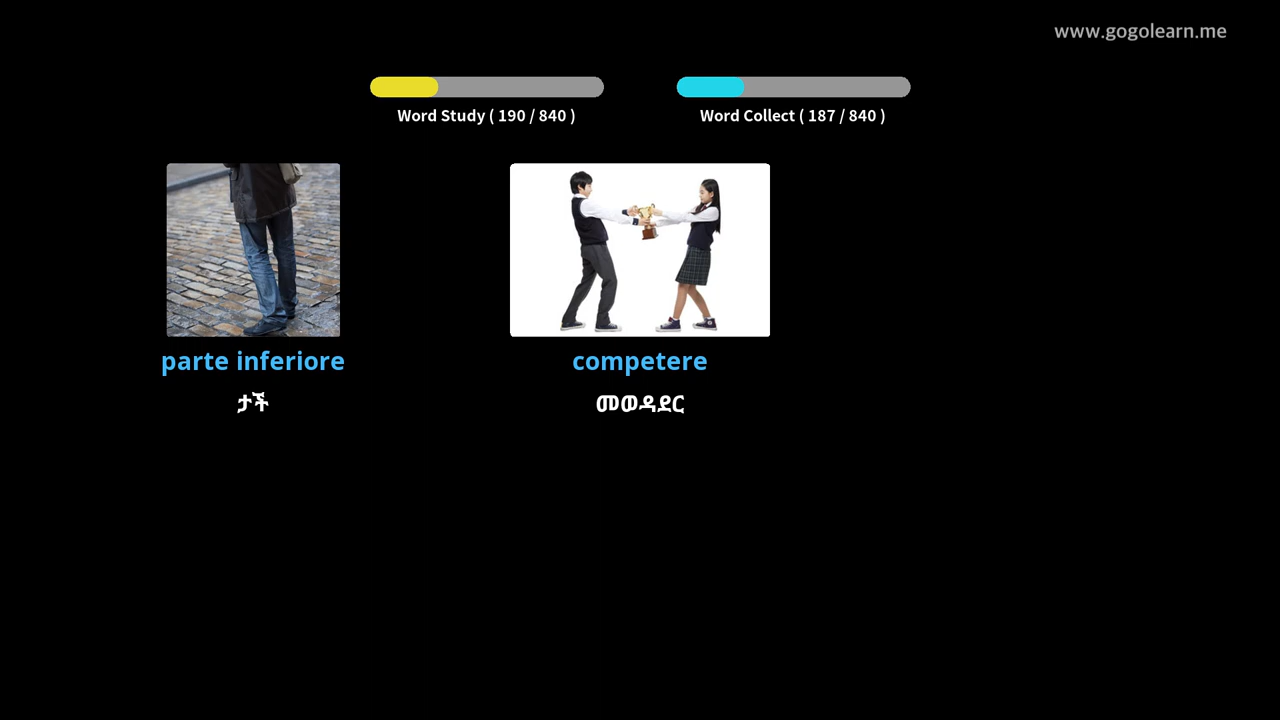 www.gogolearn.me
Word Study ( 190 / 840 )
Word Collect ( 187 / 840 )
parte inferiore
ታች
competere
መወዳደር